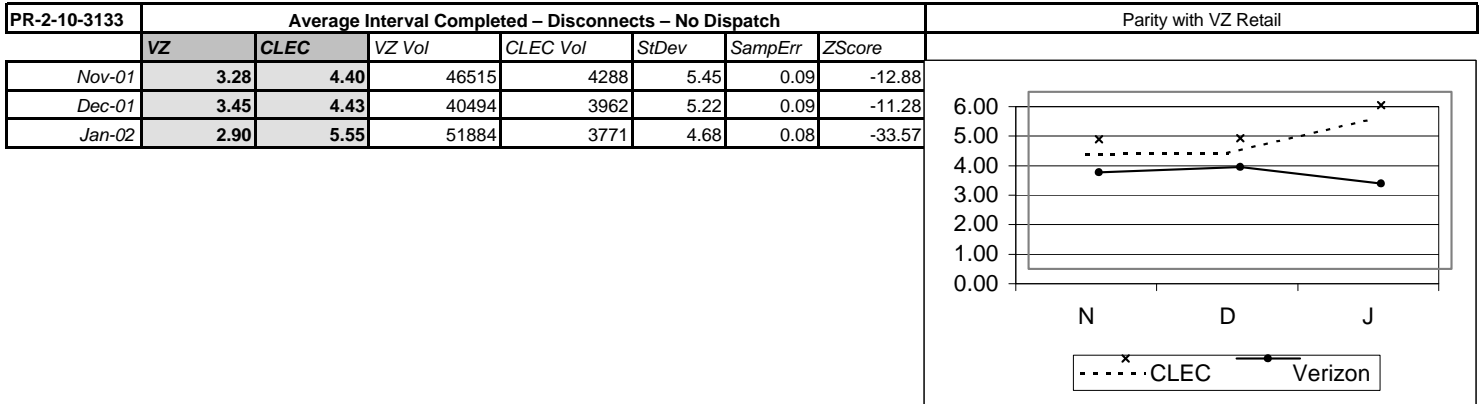 PR-2-10-3133 Average Interval Completed – Disconnects – No Dispatch Parity with VZ Retail
VZ CLEC VZ Vol CLEC Vol StDev SampErr ZScore
Nov-01 3.28 4.40 46515 4288 5.45 0.09 -12.88
Dec-01 3.45 4.43 40494 3962 5.22 0.09 -11.28
Jan-02 2.90 5.55 51884 3771 4.68 0.08 -33.57
6.00
5.00
4.00
3.00
2.00
1.00
0.00
N D J
CLEC Verizon